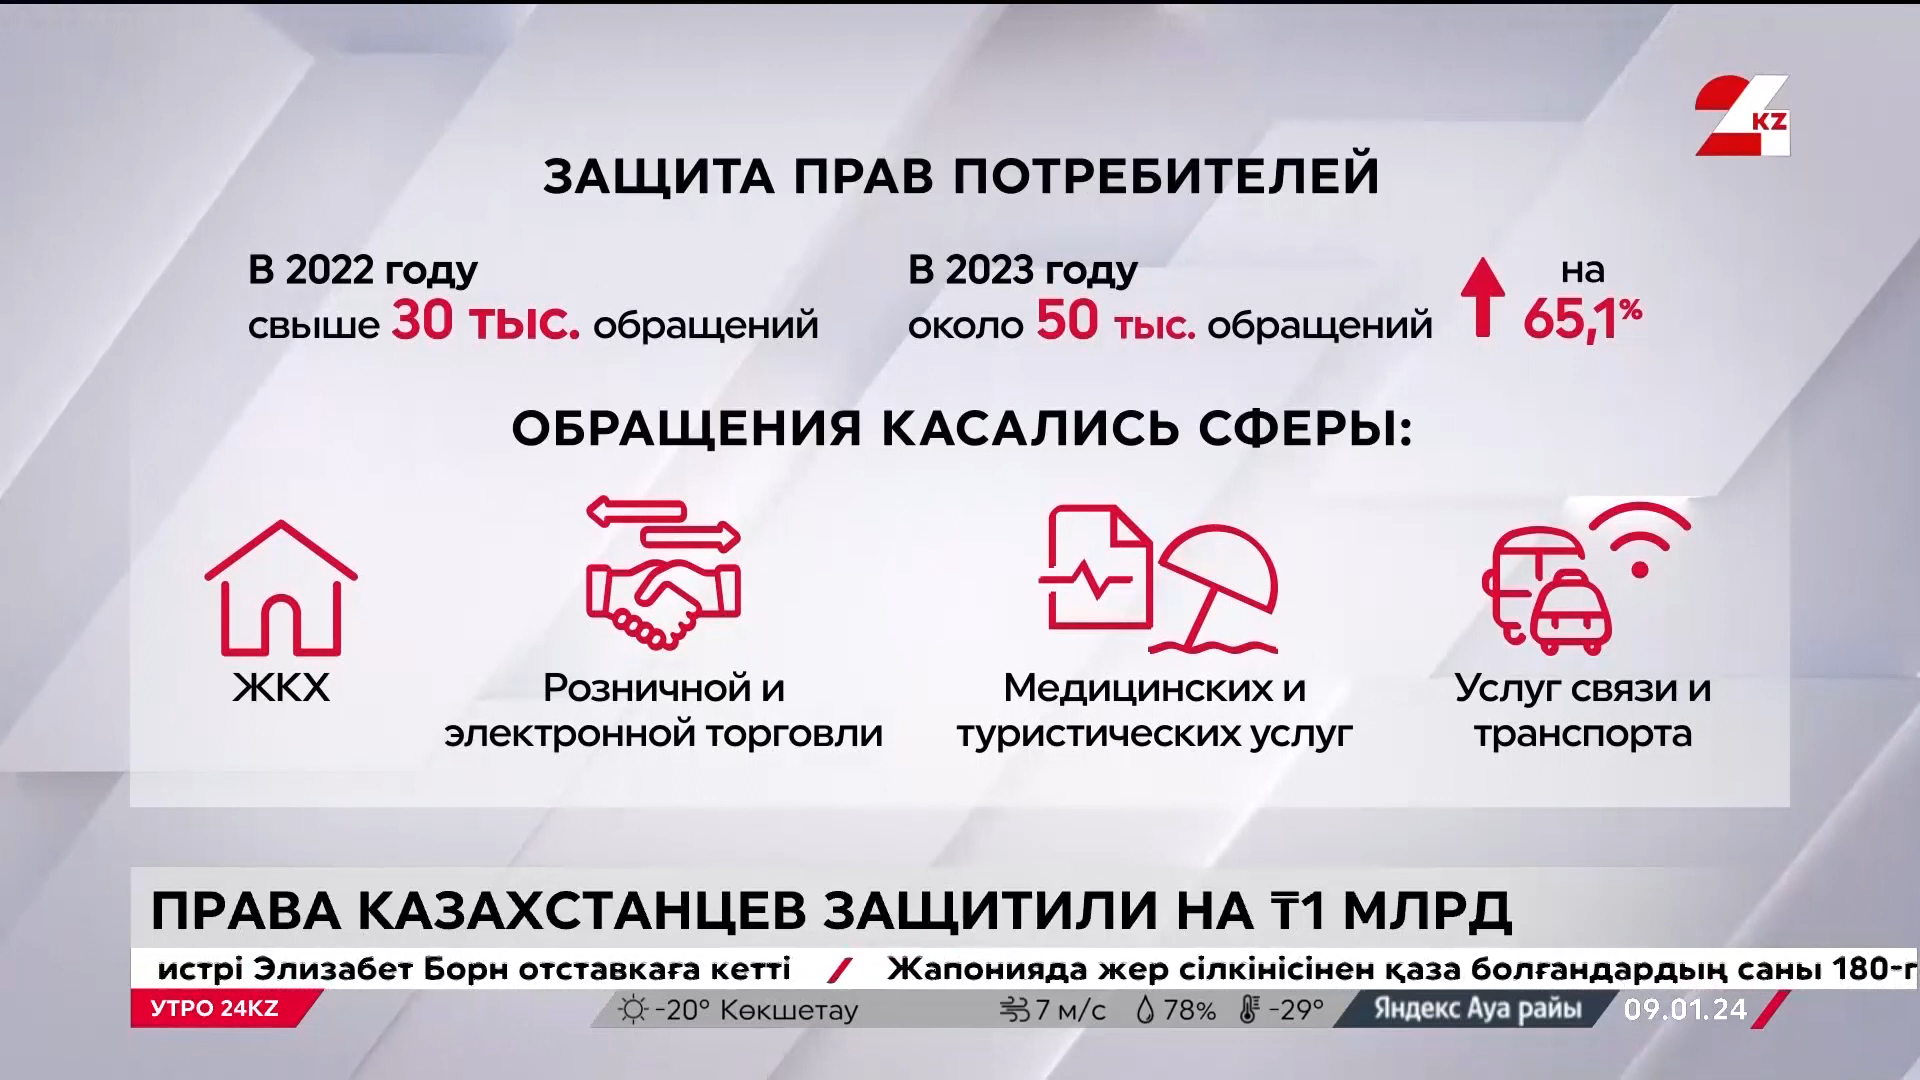 24 KZ
ЗАЩИТА ПРАВ ПОТРЕБИТЕЛЕЙ
В 2022 году
свыше 30 тыс. обращений
В 2023 году
около 50 тыс. обращений
на
65,1%
ОБРАЩЕНИЯ КАСАЛИСЬ СФЕРЫ:
ЖКХ
Розничной и
электронной торговли
Медицинских и
туристических услуг
Услуг связи и
транспорта
ПРАВА КАЗАХСТАНЦЕВ ЗАЩИТИЛИ НА ₸1 МЛРД
истрі Элизабет Борн отставкаға кетті / Жапонияда жер сілкінісінен қаза болғандардың саны 180-г
УТРО 24KZ -20° Көкшетау 7 м/с 78% -29° Яндекс Ауа райы 09.01.24